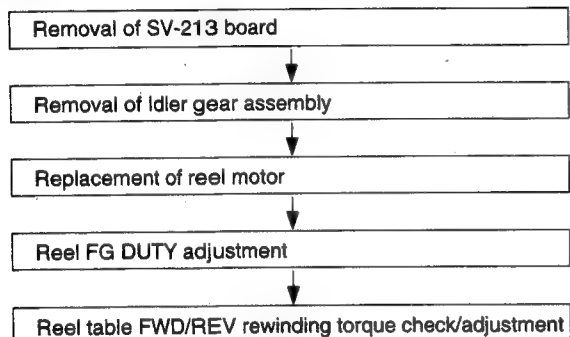 Removal of SV-213 board
Removal of Idler gear assembly
Replacement of reel motor
Reel FG DUTY adjustment
Reel table FWD/REV rewinding torque check/adjustment